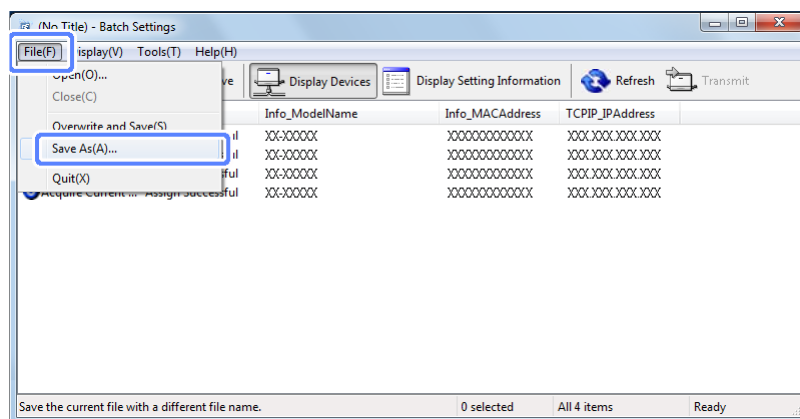 (No Title) - Batch Settings
File(F) isplay(V) Tools(T) Help(H)
Open(O)...
ve Display Devices Display Setting Information Refresh Transmit
Close(C)
Info_ModelName Info_MACAddress TCPIP_IPAddress
Overwrite and Save(S)
ul XX-XXXXX XXXXXXXXXXXX XXX.XXX.XXX.XXX
Save As(A)...
ul XX-XXXXX XXXXXXXXXXXX XXX.XXX.XXX.XXX
Quit(X)
ful XX-XXXXX XXXXXXXXXXXX XXX.XXX.XXX.XXX
Acquire Current ... Assign Successful XX-XXXXX XXXXXXXXXXXX XXX.XXX.XXX.XXX
Save the current file with a different file name. 0 selected All 4 items Ready